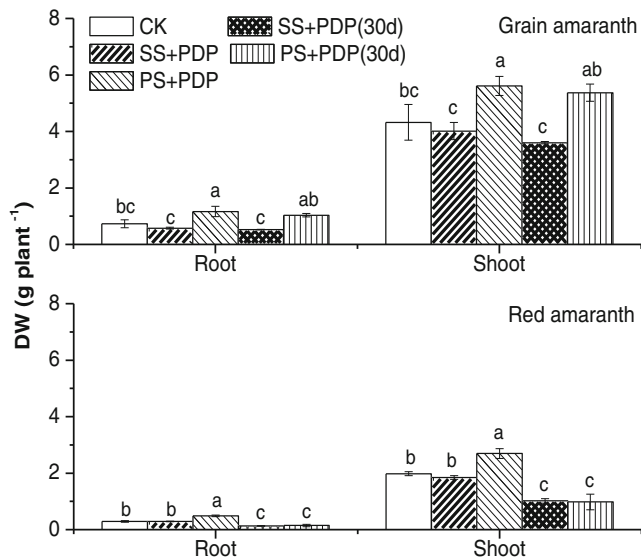 8
CK
SS+PDP(30d)
Grain amaranth
SS+PDP
PS+PDP(30d)
PS+PDP
6
4
2
0
bc
c
a
c
ab
bc
c
a
c
ab
Root
Shoot
DW (g plant -1)
8
Red amaranth
6
4
2
0
b
b
a
c
c
b
b
a
c
c
Root
Shoot